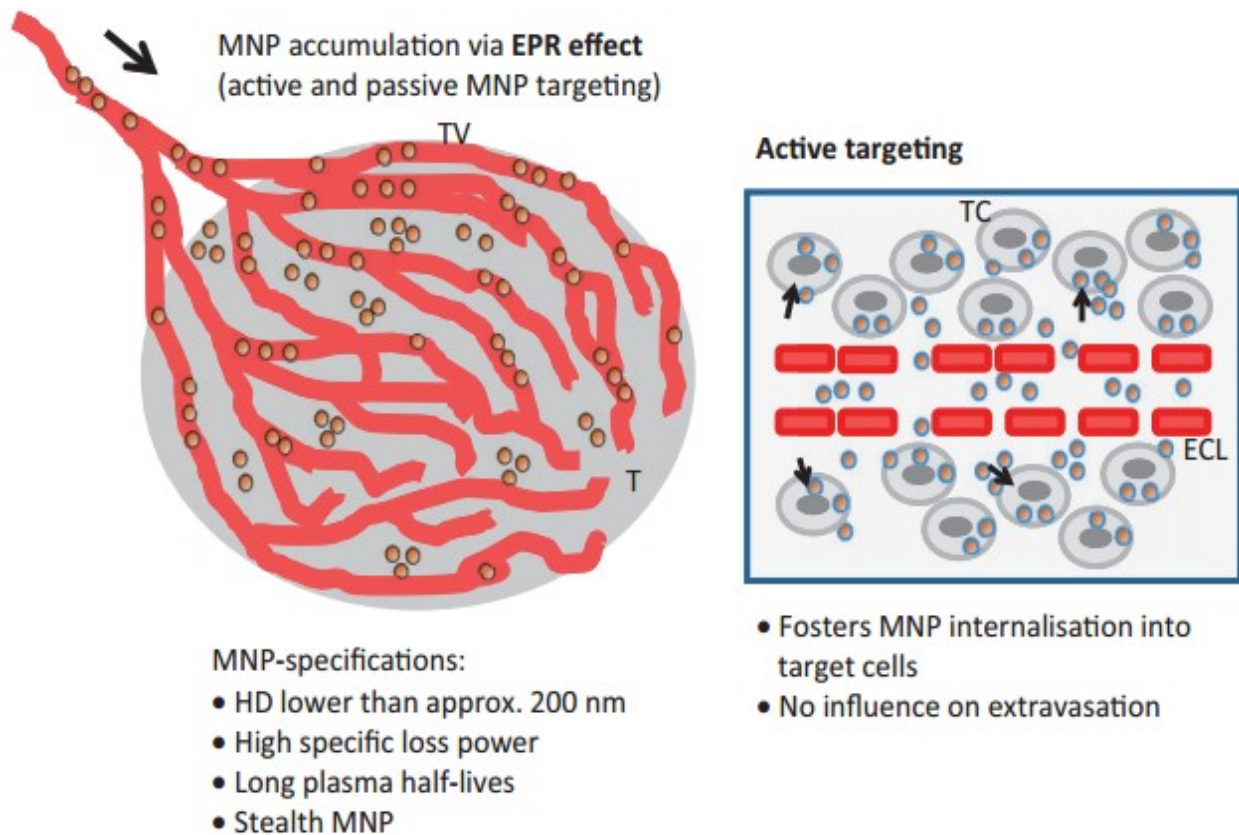 MNP accumulation via EPR effect
(active and passive MNP targeting)
TV
T
MNP-specifications:
• HD lower than approx. 200 nm
• High specific loss power
• Long plasma half-lives
• Stealth MNP
Active targeting
TC
ECL
• Fosters MNP internalisation into
target cells
• No influence on extravasation